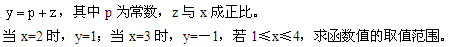 y=p+z，其中 p 为常数，z 与 x 成正比。
当 x=2 时，y=1；当 x=3 时，y=－1，若 1≤x≤4，求函数值的取值范围。